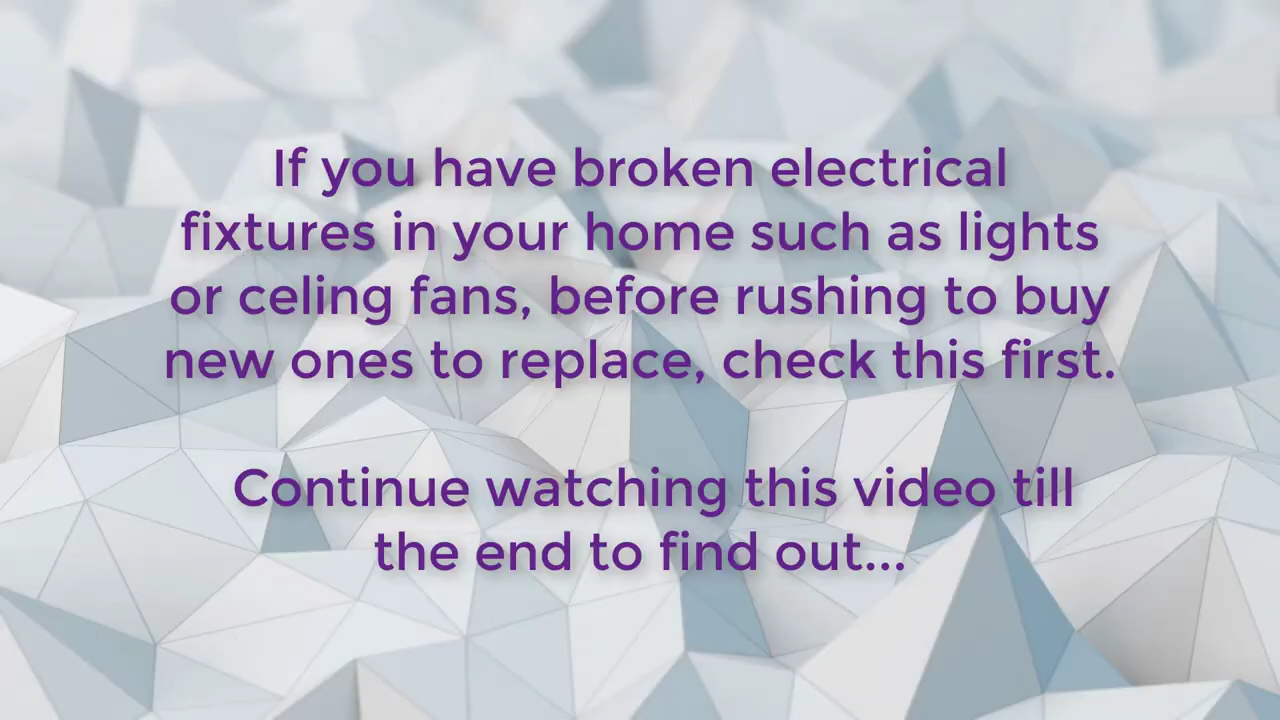 If you have broken electrical
fixtures in your home such as lights
or celing fans, before rushing to buy
new ones to replace, check this first.
Continue watching this video till
the end to find out...